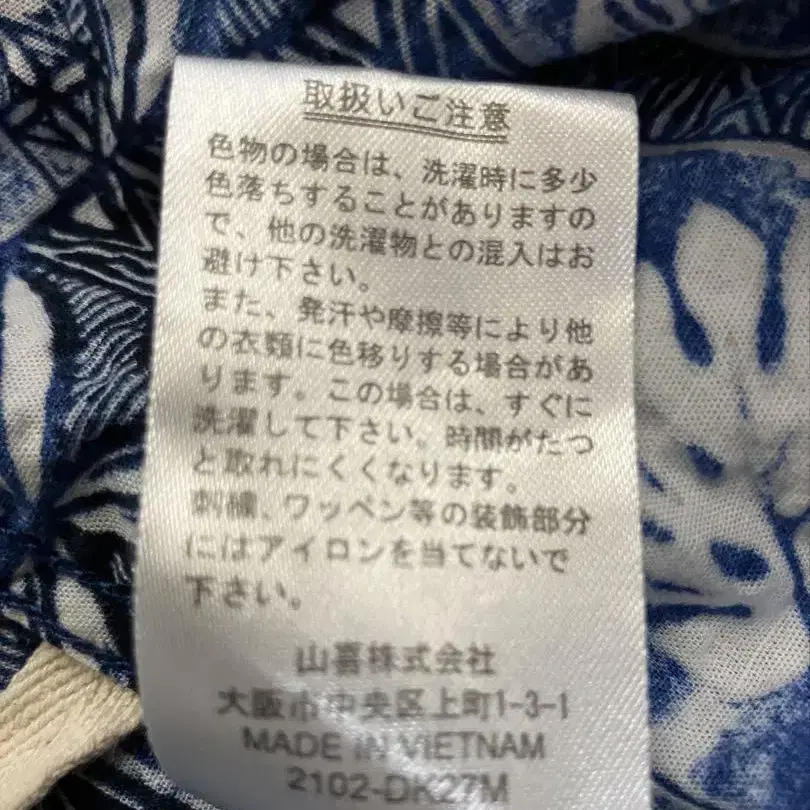 取扱いご注意
色物の場合は、洗濯時に多少
色落ちすることがありますの
で、他の洗濯物との混入はお
避け下さい。
また、発汗や摩擦等により他
の衣類に色移りする場合があ
ります。この場合は、すぐに
洗濯して下さい。時間がたつ
と取れにくくなります。
刺繍、ワッペン等の装飾部分
にはアイロンを当てないで
下さい。
山喜株式会社
大阪市中央区上町1-3-1
MADE IN VIETNAM
2102-DK27M